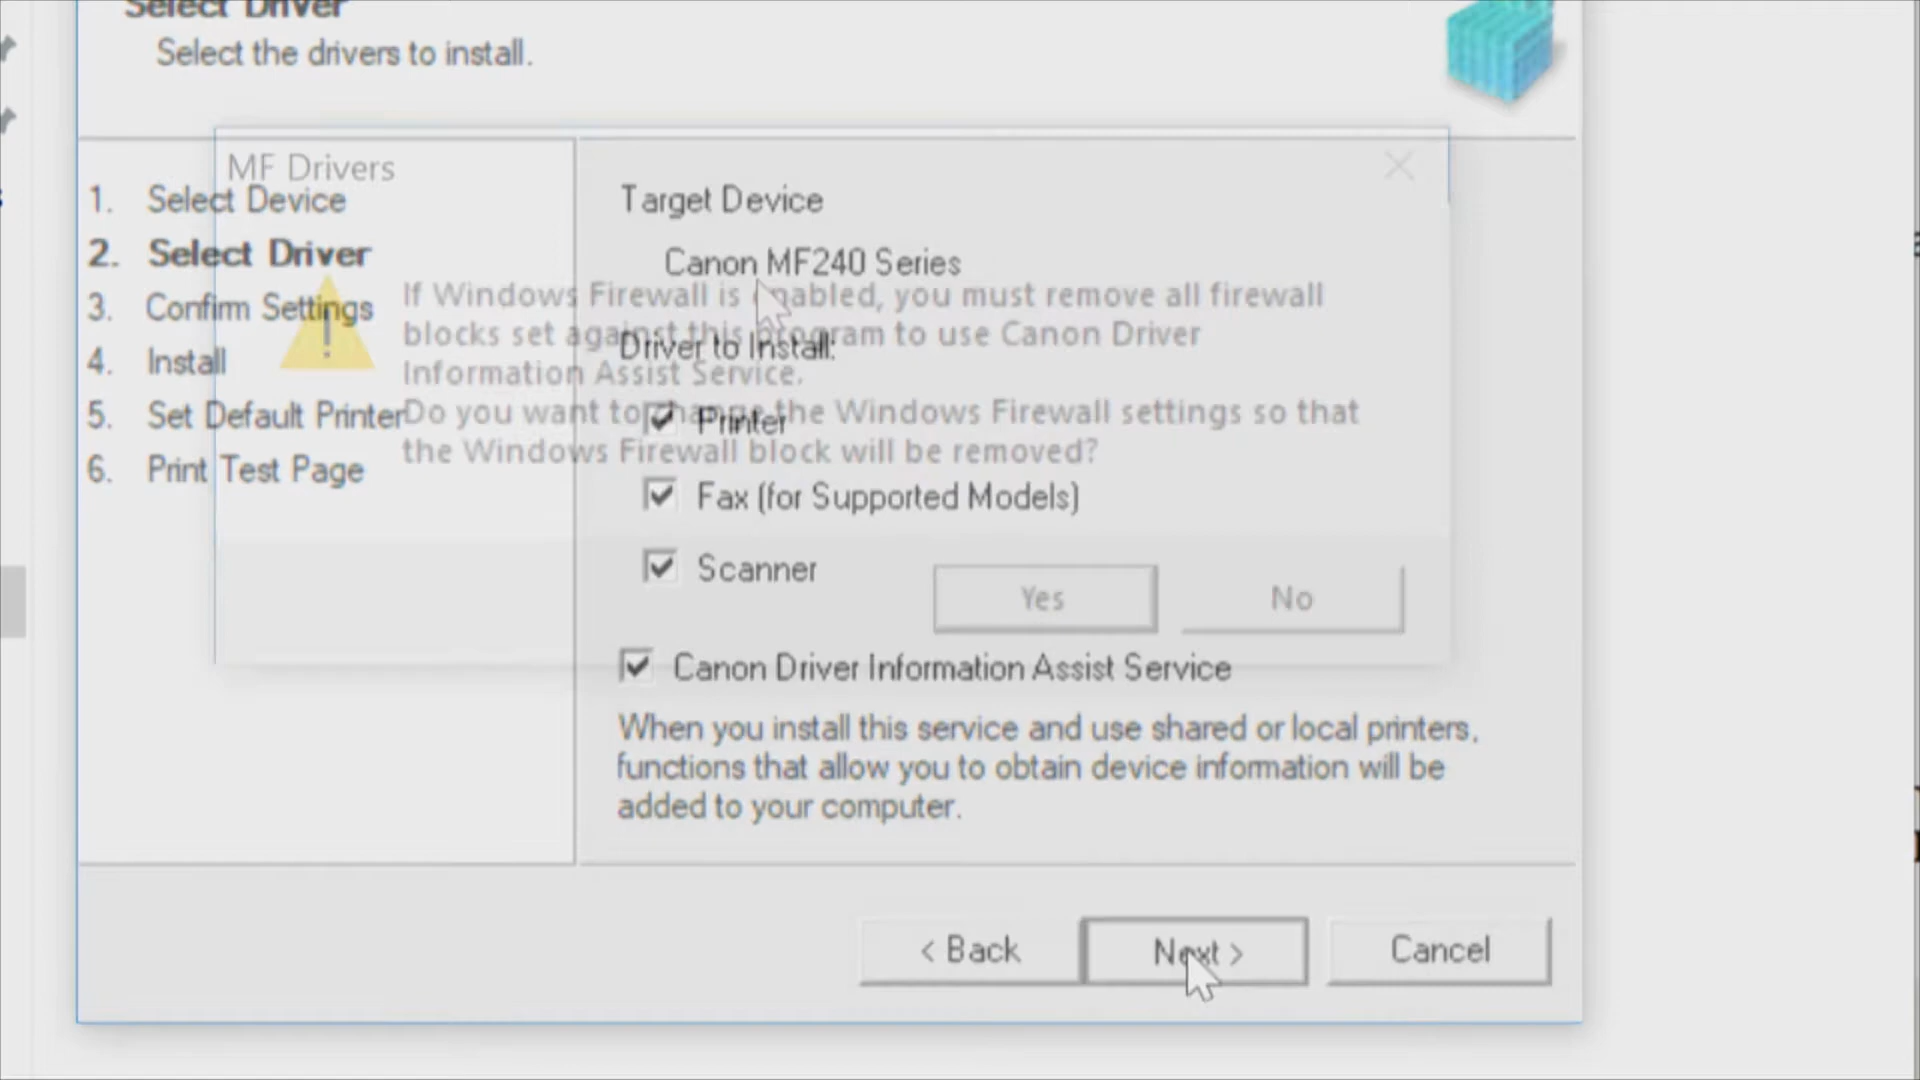 Select Driver
Select the drivers to install.
MF Drivers
1. Select Device
2. Select Driver
3. Confirm Settings
4. Install
5. Set Default Printer
6. Print Test Page
Target Device
Canon MF240 Series
If Windows Firewall is enabled, you must remove all firewall
blocks set against this program to use Canon Driver
Information Assist Service.
Do you want to change the Windows Firewall settings so that
the Windows Firewall block will be removed?
Driver to Install:
Printer
Fax (for Supported Models)
Scanner
Yes
No
Canon Driver Information Assist Service
When you install this service and use shared or local printers,
functions that allow you to obtain device information will be
added to your computer.
< Back
Next >
Cancel